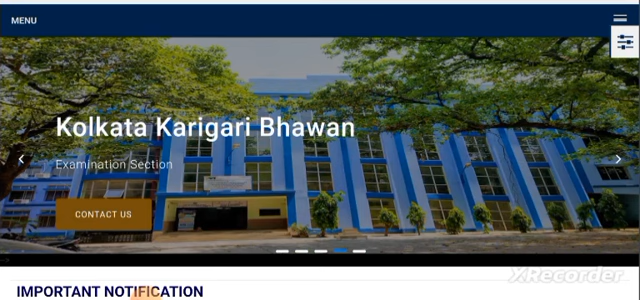 MENU
Kolkata Karigari Bhawan
Examination Section
CONTACT US
XRecorder
IMPORTANT NOTIFICATION